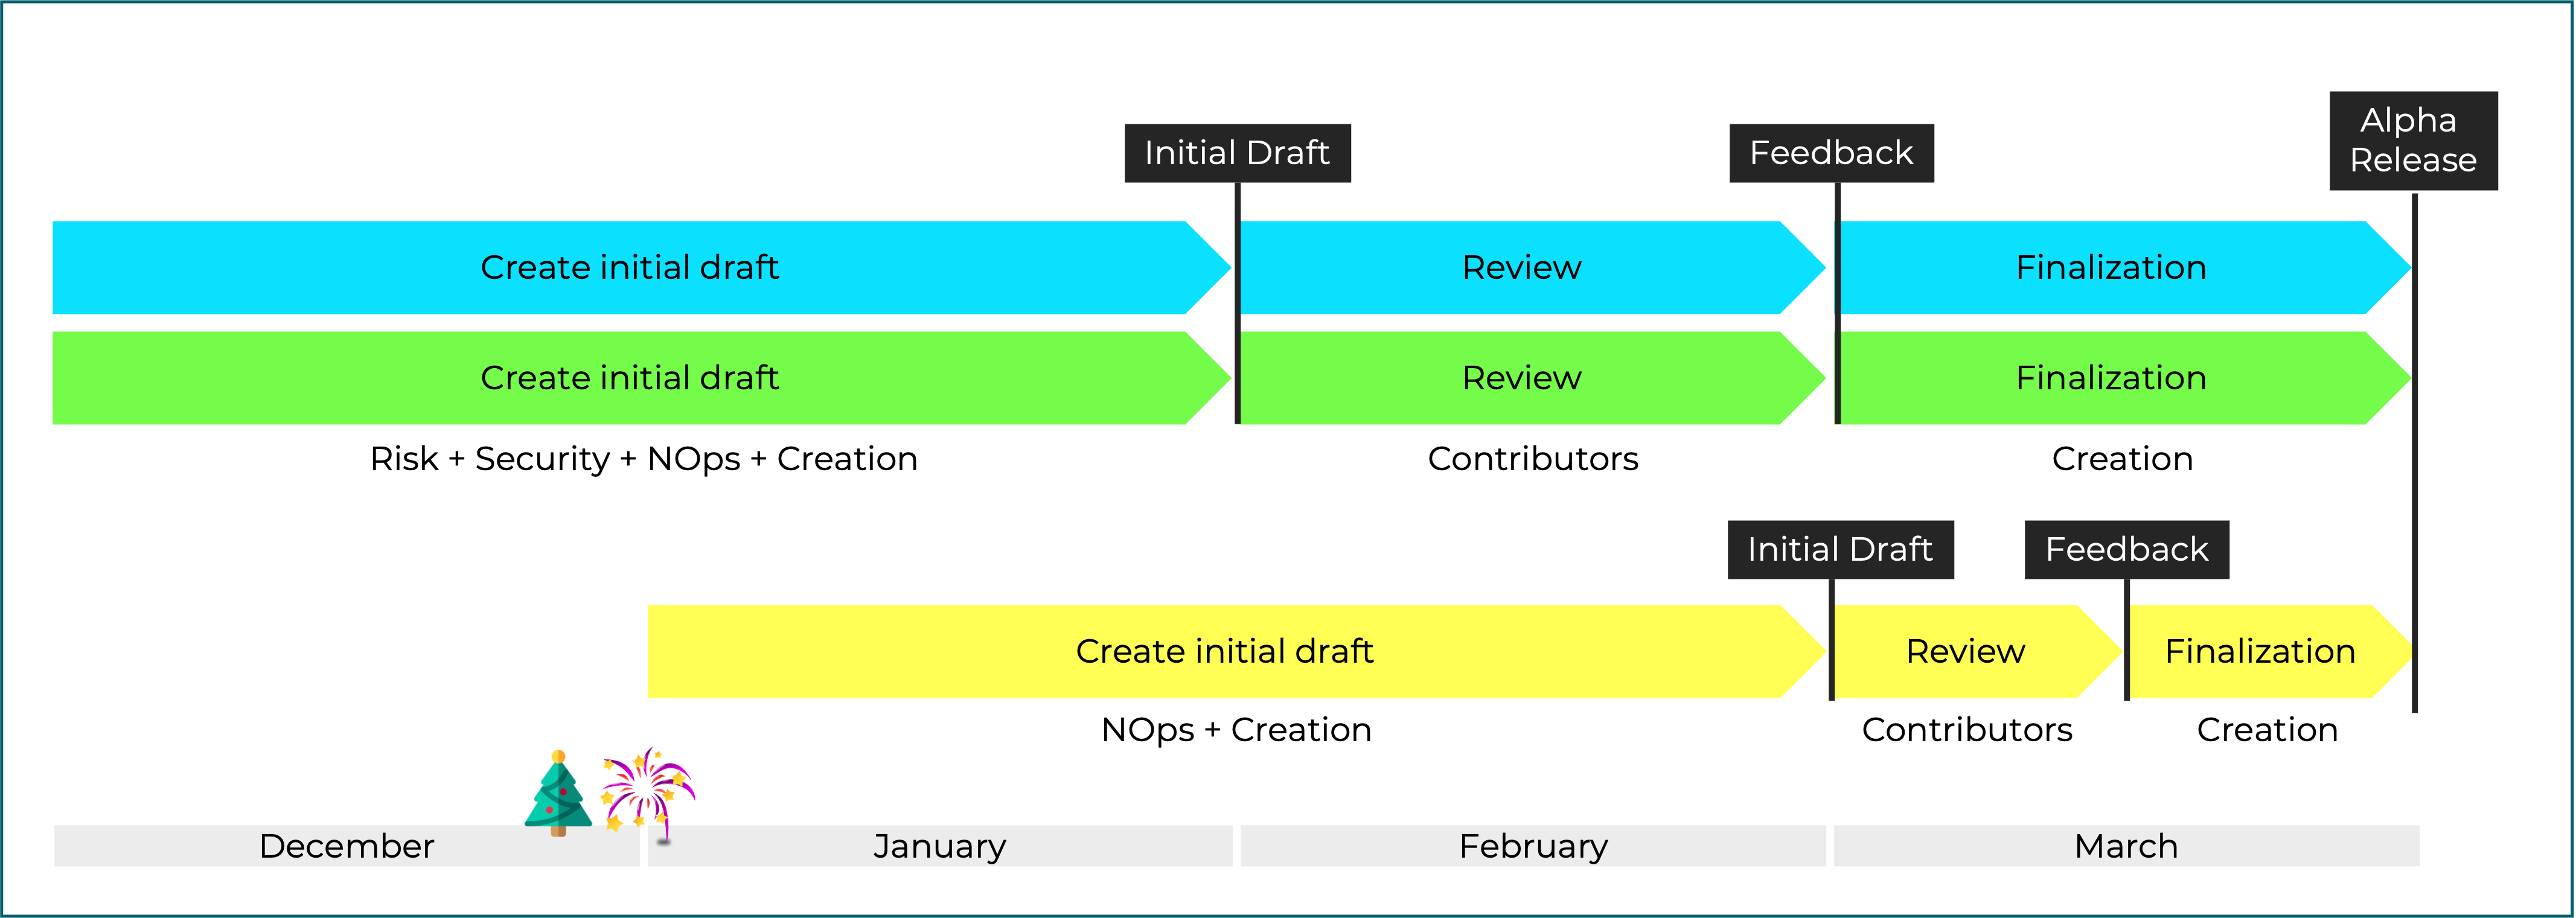 Alpha
Release
Initial Draft
Feedback
Create initial draft
Review
Finalization
Create initial draft
Review
Finalization
Risk + Security + NOps + Creation
Contributors
Creation
Initial Draft
Feedback
Create initial draft
Review
Finalization
NOps + Creation
Contributors
Creation
December
January
February
March